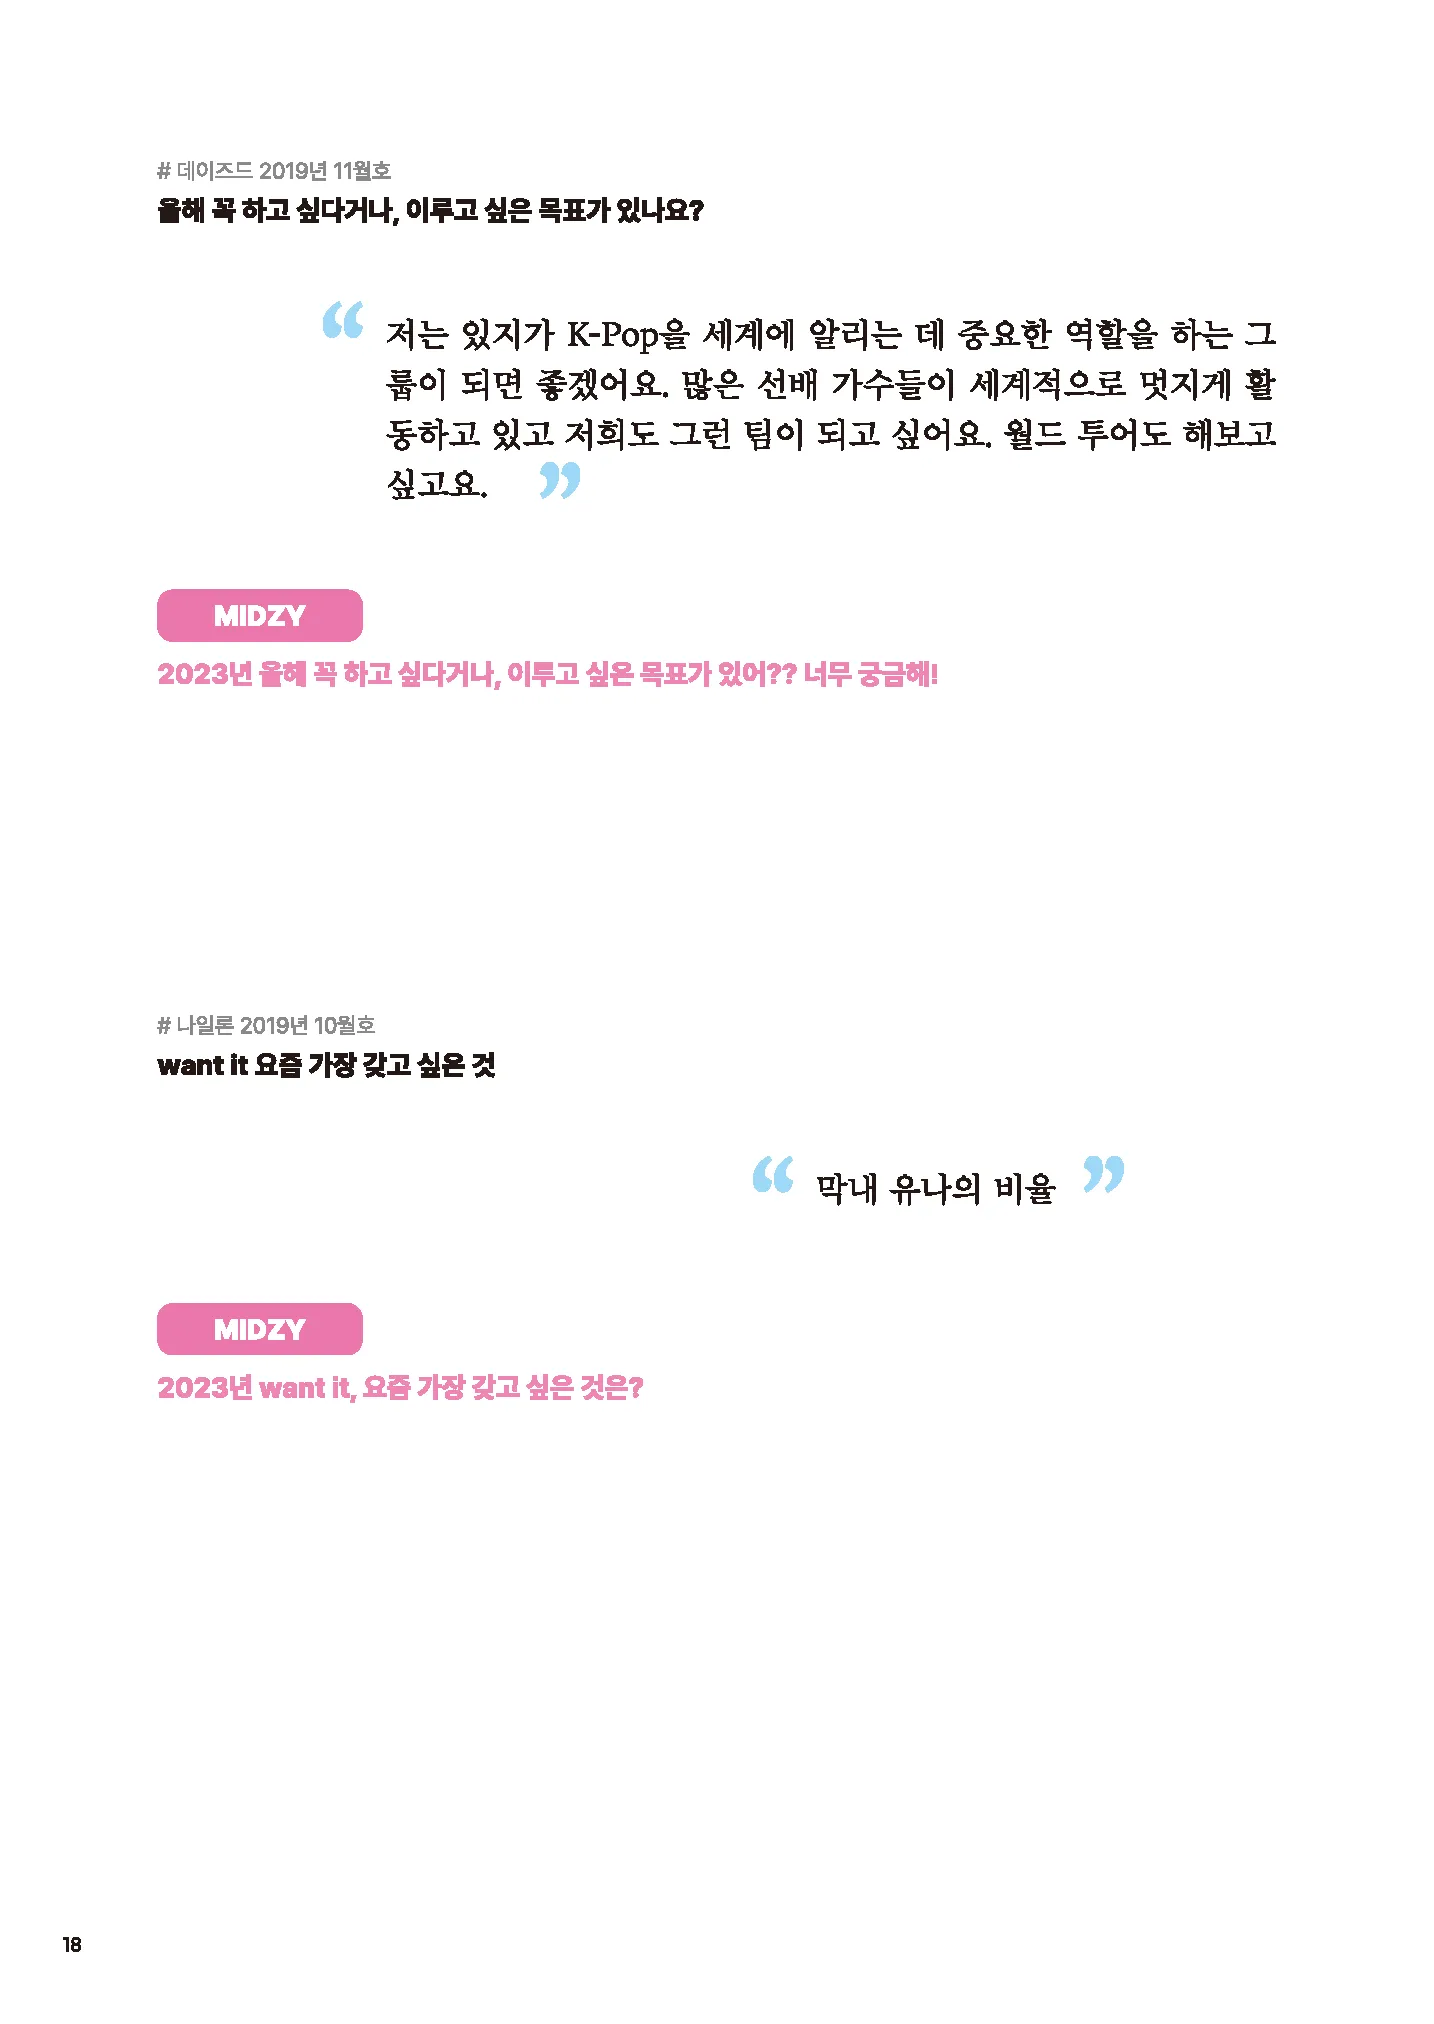 # 데이즈드 2019년 11월호
올해 꼭 하고 싶다거나, 이루고 싶은 목표가 있나요?
“ 저는 있지가 K-Pop을 세계에 알리는 데 중요한 역할을 하는 그
룹이 되면 좋겠어요. 많은 선배 가수들이 세계적으로 멋지게 활
동하고 있고 저희도 그런 팀이 되고 싶어요. 월드 투어도 해보고
싶고요. ”
MIDZY
2023년 올해 꼭 하고 싶다거나, 이루고 싶은 목표가 있어?? 너무 궁금해!
# 나일론 2019년 10월호
want it 요즘 가장 갖고 싶은 것
“ 막내 유나의 비율 ”
MIDZY
2023년 want it, 요즘 가장 갖고 싶은 것은?
18